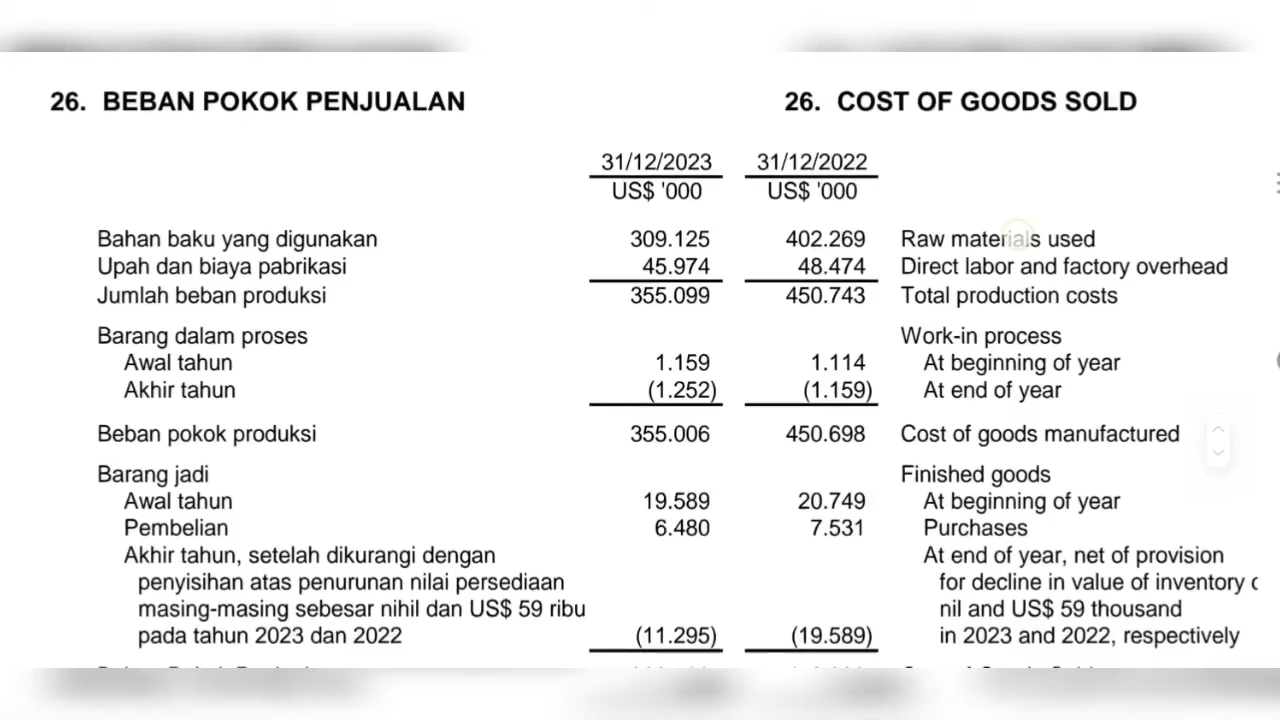 26. BEBAN POKOK PENJUALAN 26. COST OF GOODS SOLD
31/12/2023 31/12/2022
US$ '000 US$ '000
Bahan baku yang digunakan 309.125 402.269 Raw materials used
Upah dan biaya pabrikasi 45.974 48.474 Direct labor and factory overhead
Jumlah beban produksi 355.099 450.743 Total production costs
Barang dalam proses Work-in process
Awal tahun 1.159 1.114 At beginning of year
Akhir tahun (1.252) (1.159) At end of year
Beban pokok produksi 355.006 450.698 Cost of goods manufactured
Barang jadi Finished goods
Awal tahun 19.589 20.749 At beginning of year
Pembelian 6.480 7.531 Purchases
Akhir tahun, setelah dikurangi dengan At end of year, net of provision
penyisihan atas penurunan nilai persediaan for decline in value of inventory
masing-masing sebesar nihil dan US$ 59 ribu nil and US$ 59 thousand
pada tahun 2023 dan 2022 (11.295) (19.589) in 2023 and 2022, respectively